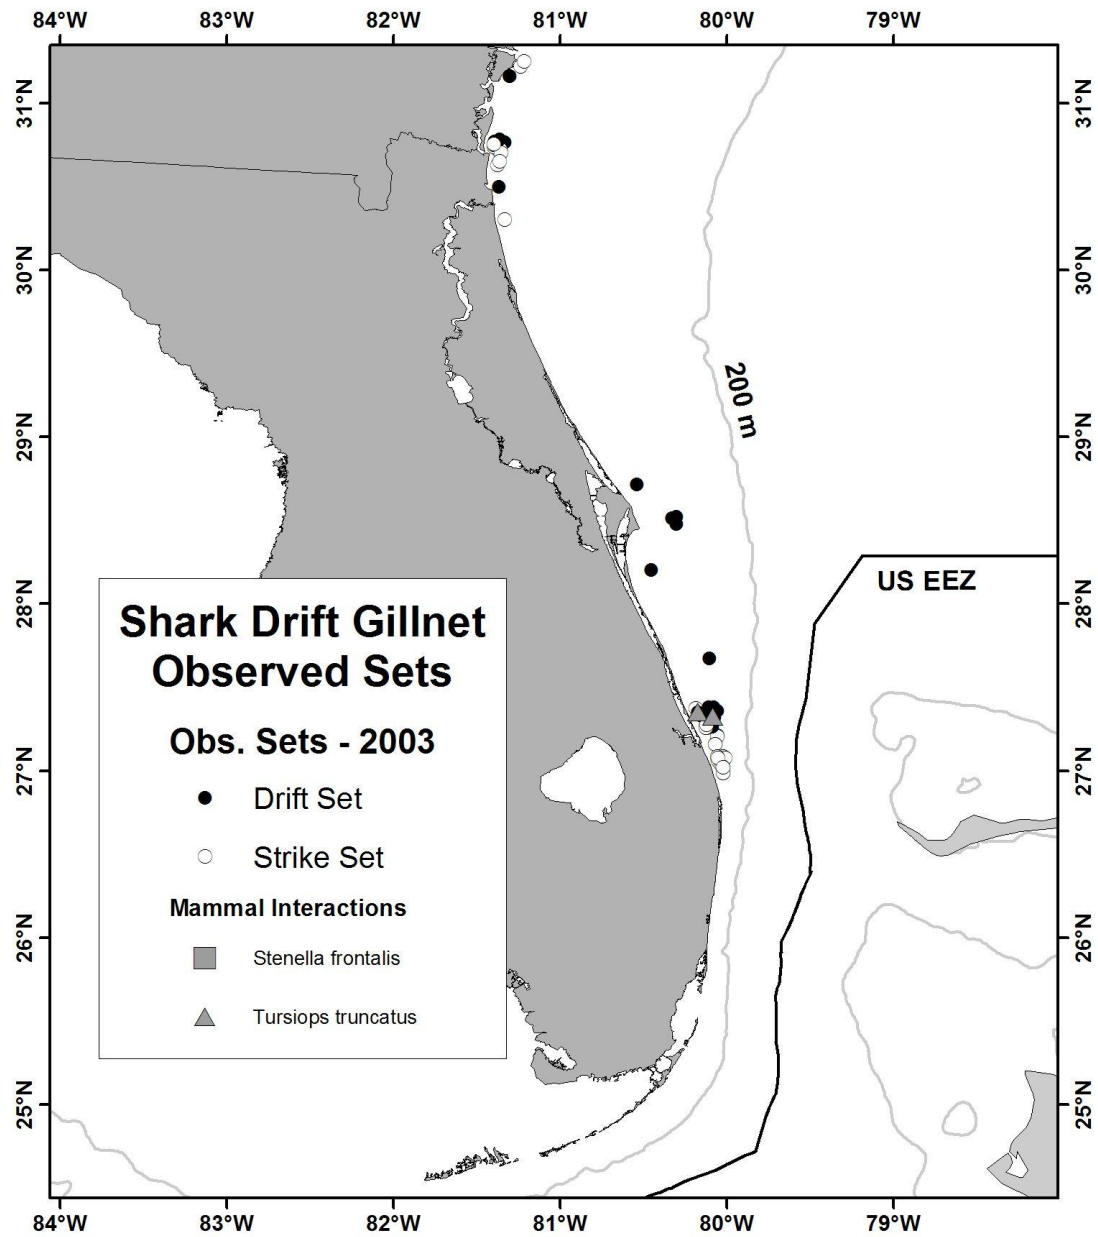 84°W 83°W 82°W 81°W 80°W 79°W
31°N 31°N
30°N 30°N
200 m
29°N 29°N
US EEZ
28°N 28°N
Shark Drift Gillnet
Observed Sets
Obs. Sets - 2003
27°N 27°N
Drift Set
Strike Set
Mammal Interactions
26°N 26°N
Stenella frontalis
Tursiops truncatus
25°N 25°N
84°W 83°W 82°W 81°W 80°W 79°W